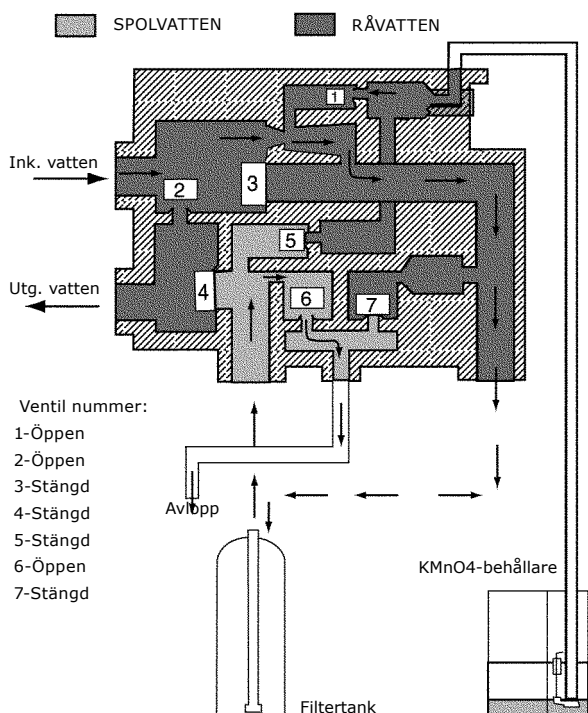 SPOLVATTEN
RÅVATTEN
1
Ink. vatten
2
3
5
Utg. vatten
4
6
7
Ventil nummer:
1-Öppen
2-Öppen
3-Stängd
4-Stängd
5-Stängd
6-Öppen
7-Stängd
Avlopp
KMnO4-behållare
Filtertank